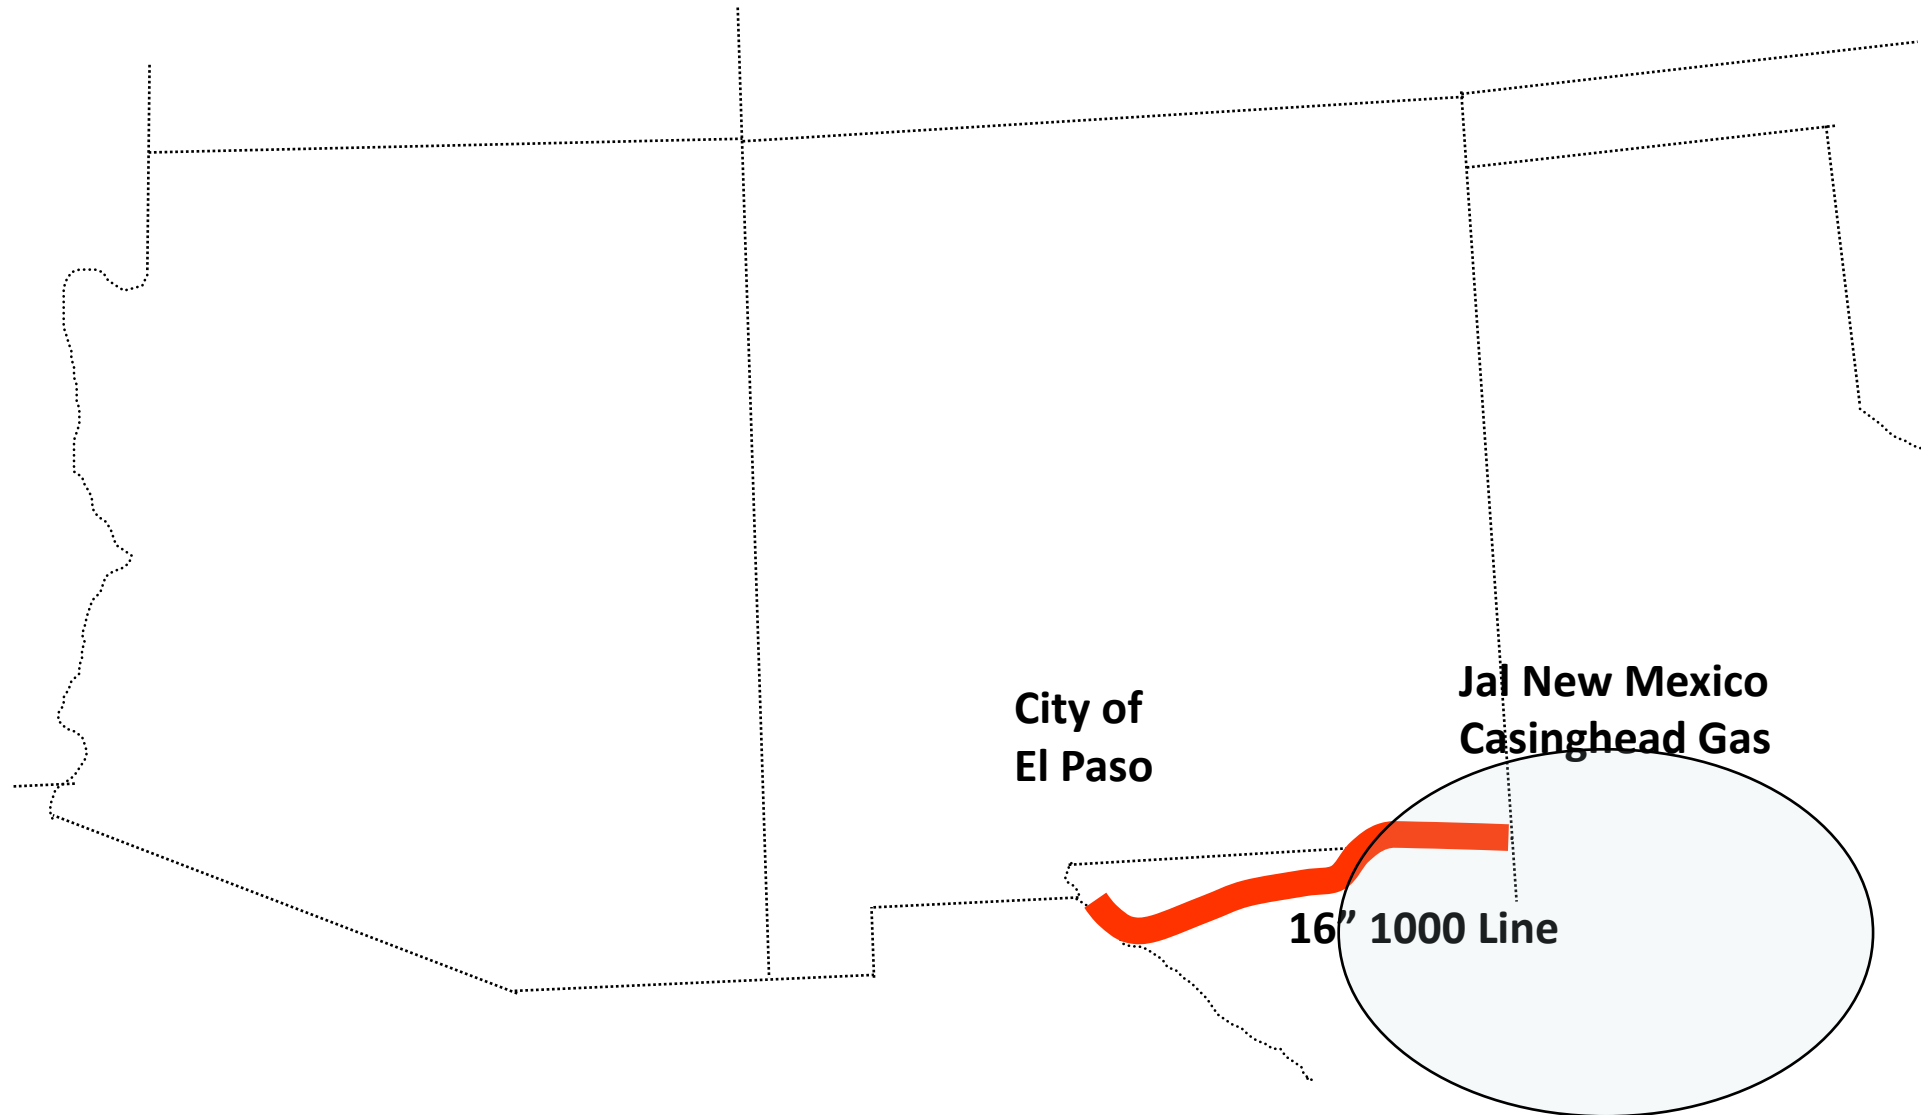 City of
El Paso
Jal New Mexico
Casinghead Gas
16” 1000 Line